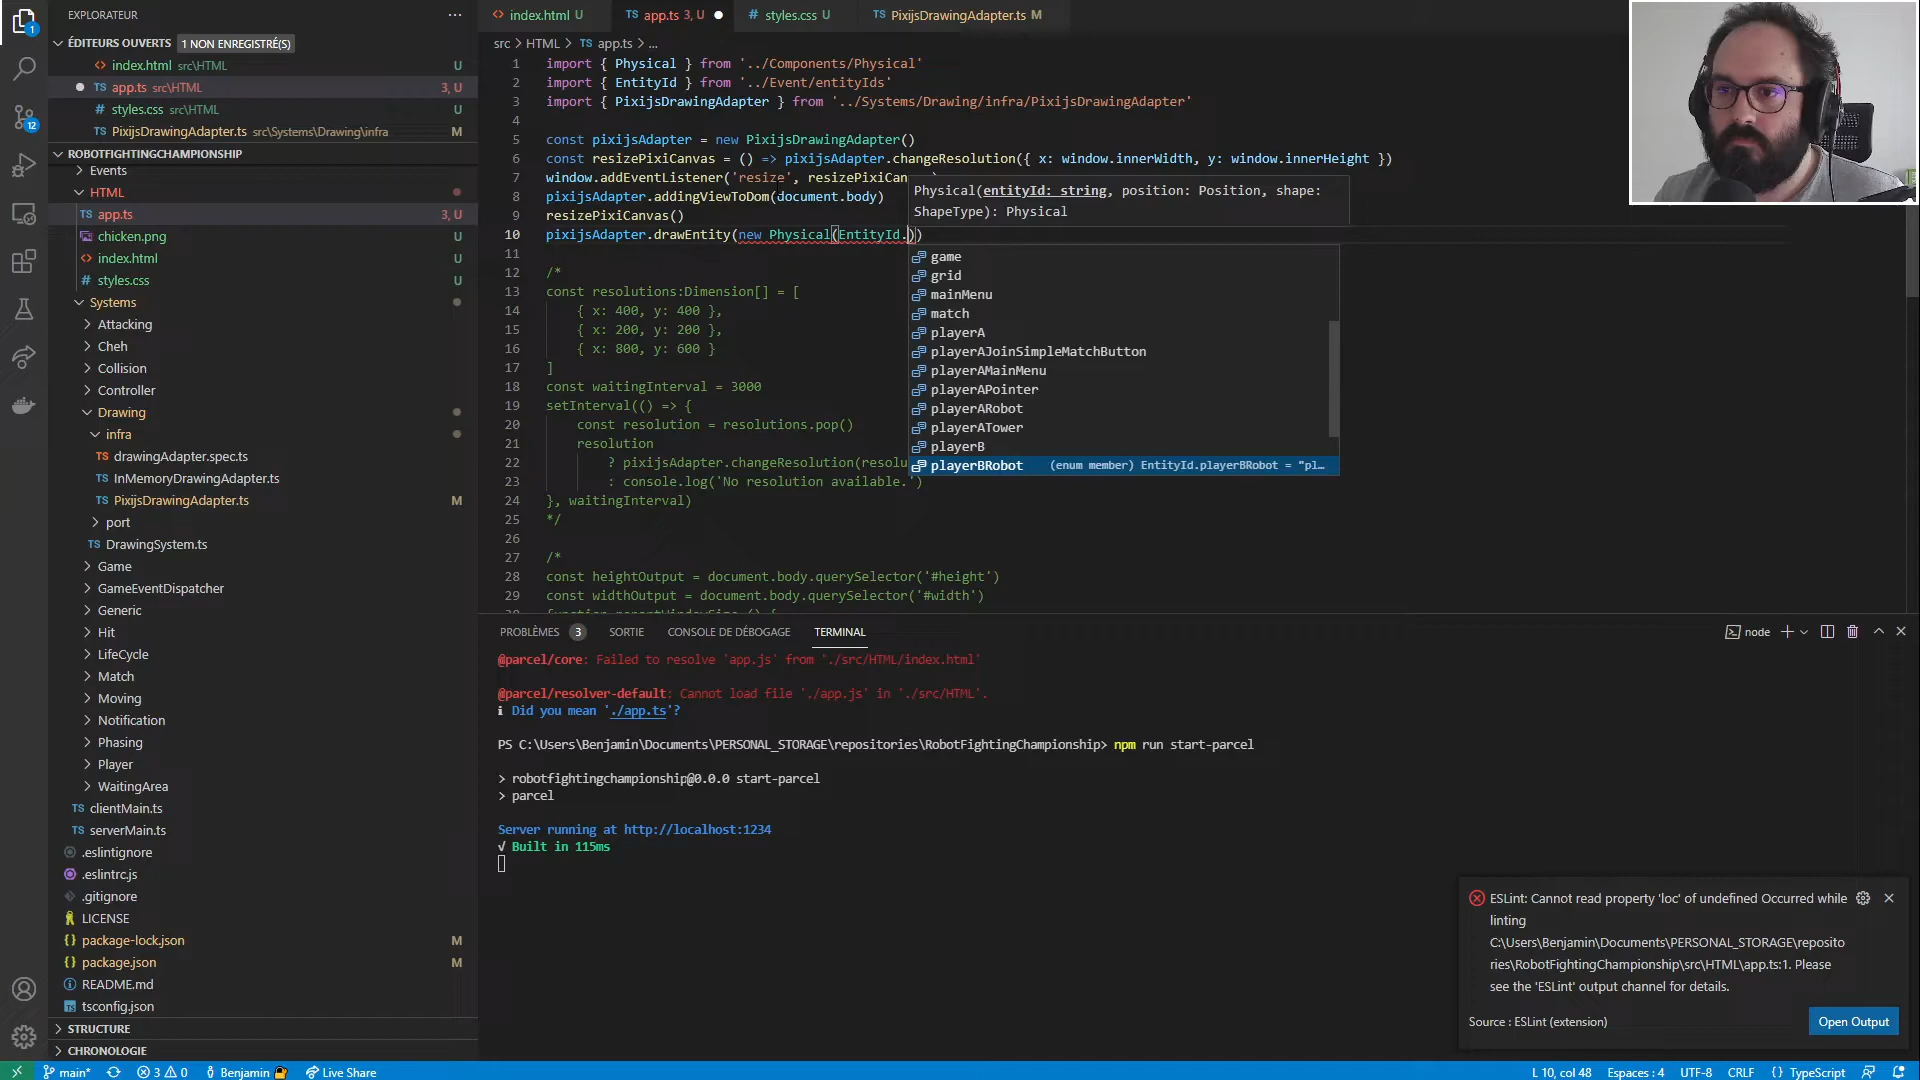 EXPLORATEUR
ÉDITEURS OUVERTS 1 NON ENREGISTRÉ(S)
index.html src\HTML U
app.ts src\HTML 3, U
styles.css src\HTML U
PixijsDrawingAdapter.ts src\Systems\Drawing\infra M
ROBOTFIGHTINGCHAMPIONSHIP
Events
HTML
app.ts 3, U
chicken.png U
index.html U
styles.css U
Systems
Attacking
Cheh
Collision
Controller
Drawing
infra
drawingAdapter.spec.ts
InMemoryDrawingAdapter.ts
PixijsDrawingAdapter.ts M
port
DrawingSystem.ts
Game
GameEventDispatcher
Generic
Hit
LifeCycle
Match
Moving
Notification
Phasing
Player
WaitingArea
clientMain.ts
serverMain.ts
.eslintignore
.eslintrc.js
.gitignore
LICENSE
package-lock.json M
package.json M
README.md
tsconfig.json
STRUCTURE
CHRONOLOGIE
index.html U
app.ts 3, U
styles.css U
PixijsDrawingAdapter.ts M
src > HTML > TS app.ts > ...
1 import { Physical } from '../Components/Physical'
2 import { EntityId } from '../Event/entityIds'
3 import { PixijsDrawingAdapter } from '../Systems/Drawing/infra/PixijsDrawingAdapter'
4
5 const pixijsAdapter = new PixijsDrawingAdapter()
6 const resizePixiCanvas = () => pixijsAdapter.changeResolution({ x: window.innerWidth, y: window.innerHeight })
7 window.addEventListener('resize', resizePixiCan
8 pixijsAdapter.addingViewToDom(document.body)
9 resizePixiCanvas()
10 pixijsAdapter.drawEntity(new Physical(EntityId.))
11
12 /*
13 const resolutions:Dimension[] = [
14 { x: 400, y: 400 },
15 { x: 200, y: 200 },
16 { x: 800, y: 600 }
17 ]
18 const waitingInterval = 3000
19 setInterval(() => {
20 const resolution = resolutions.pop()
21 resolution
22 ? pixijsAdapter.changeResolution(resolu
23 : console.log('No resolution available.')
24 }, waitingInterval)
25 */
26
27 /*
28 const heightOutput = document.body.querySelector('#height')
29 const widthOutput = document.body.querySelector('#width')
Physical(entityId: string, position: Position, shape:
ShapeType): Physical
game
grid
mainMenu
match
playerA
playerAJoinSimpleMatchButton
playerAMainMenu
playerAPointer
playerARobot
playerATower
playerB
playerBRobot (enum member) EntityId.playerBRobot = "pl…
PROBLÈMES 3 SORTIE CONSOLE DE DÉBOGAGE TERMINAL
node
@parcel/core: Failed to resolve 'app.js' from './src/HTML/index.html'
@parcel/resolver-default: Cannot load file './app.js' in './src/HTML'.
i Did you mean './app.ts'?
PS C:\Users\Benjamin\Documents\PERSONAL_STORAGE\repositories\RobotFightingChampionship> npm run start-parcel
> robotfightingchampionship@0.0.0 start-parcel
> parcel
Server running at http://localhost:1234
√ Built in 115ms
ESLint: Cannot read property 'loc' of undefined Occurred while
linting
C:\Users\Benjamin\Documents\PERSONAL_STORAGE\reposito
ries\RobotFightingChampionship\src\HTML\app.ts:1. Please
see the 'ESLint' output channel for details.
Source : ESLint (extension)
Open Output
main* 3 0 Benjamin Live Share
L 10, col 48 Espaces : 4 UTF-8 CRLF {} TypeScript